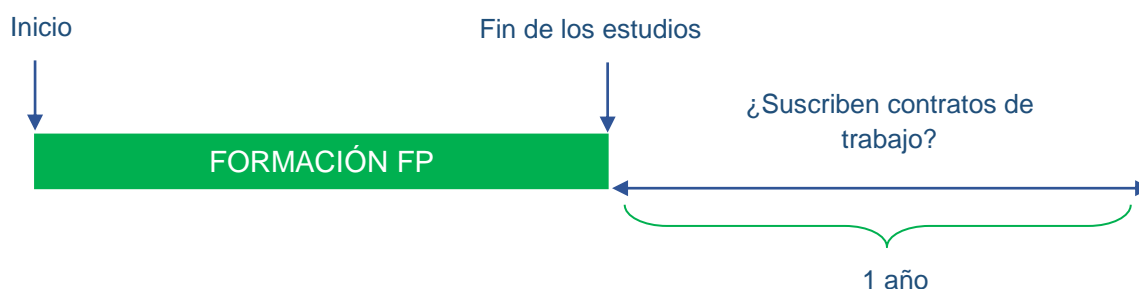 Inicio
Fin de los estudios
¿Suscriben contratos de
trabajo?
FORMACIÓN FP
1 año